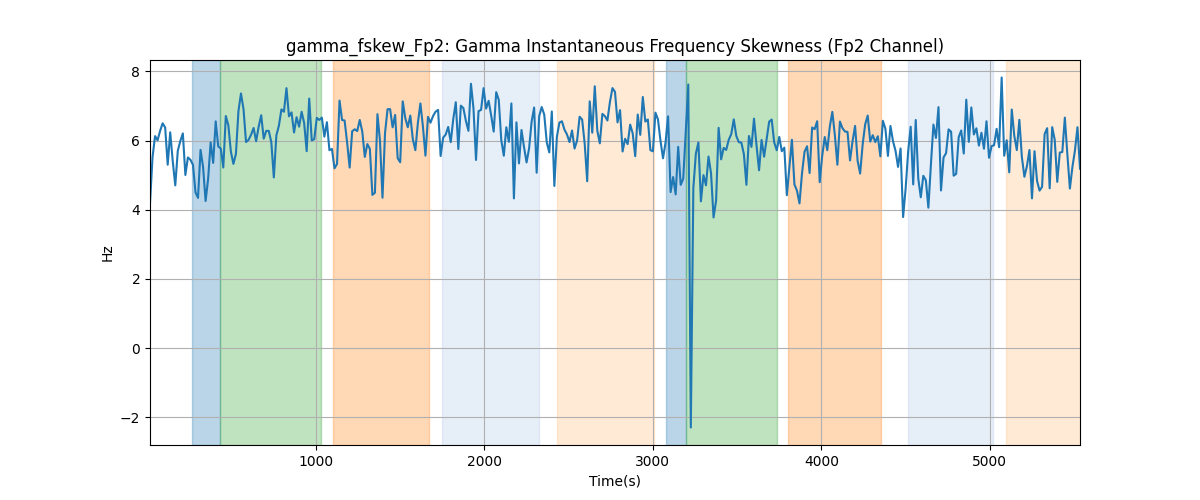 gamma_fskew_Fp2: Gamma Instantaneous Frequency Skewness (Fp2 Channel)
8
6
4
2
0
−2
Hz
1000 2000 3000 4000 5000
Time(s)